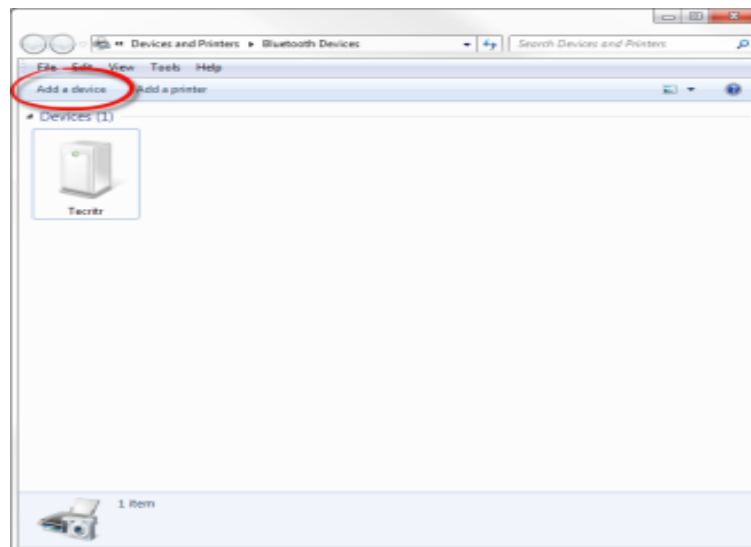 Devices and Printers Bluetooth Devices
Search Devices and Printers
File Edit View Tools Help
Add a device Add a printer
Devices (1)
Tecritr
1 item